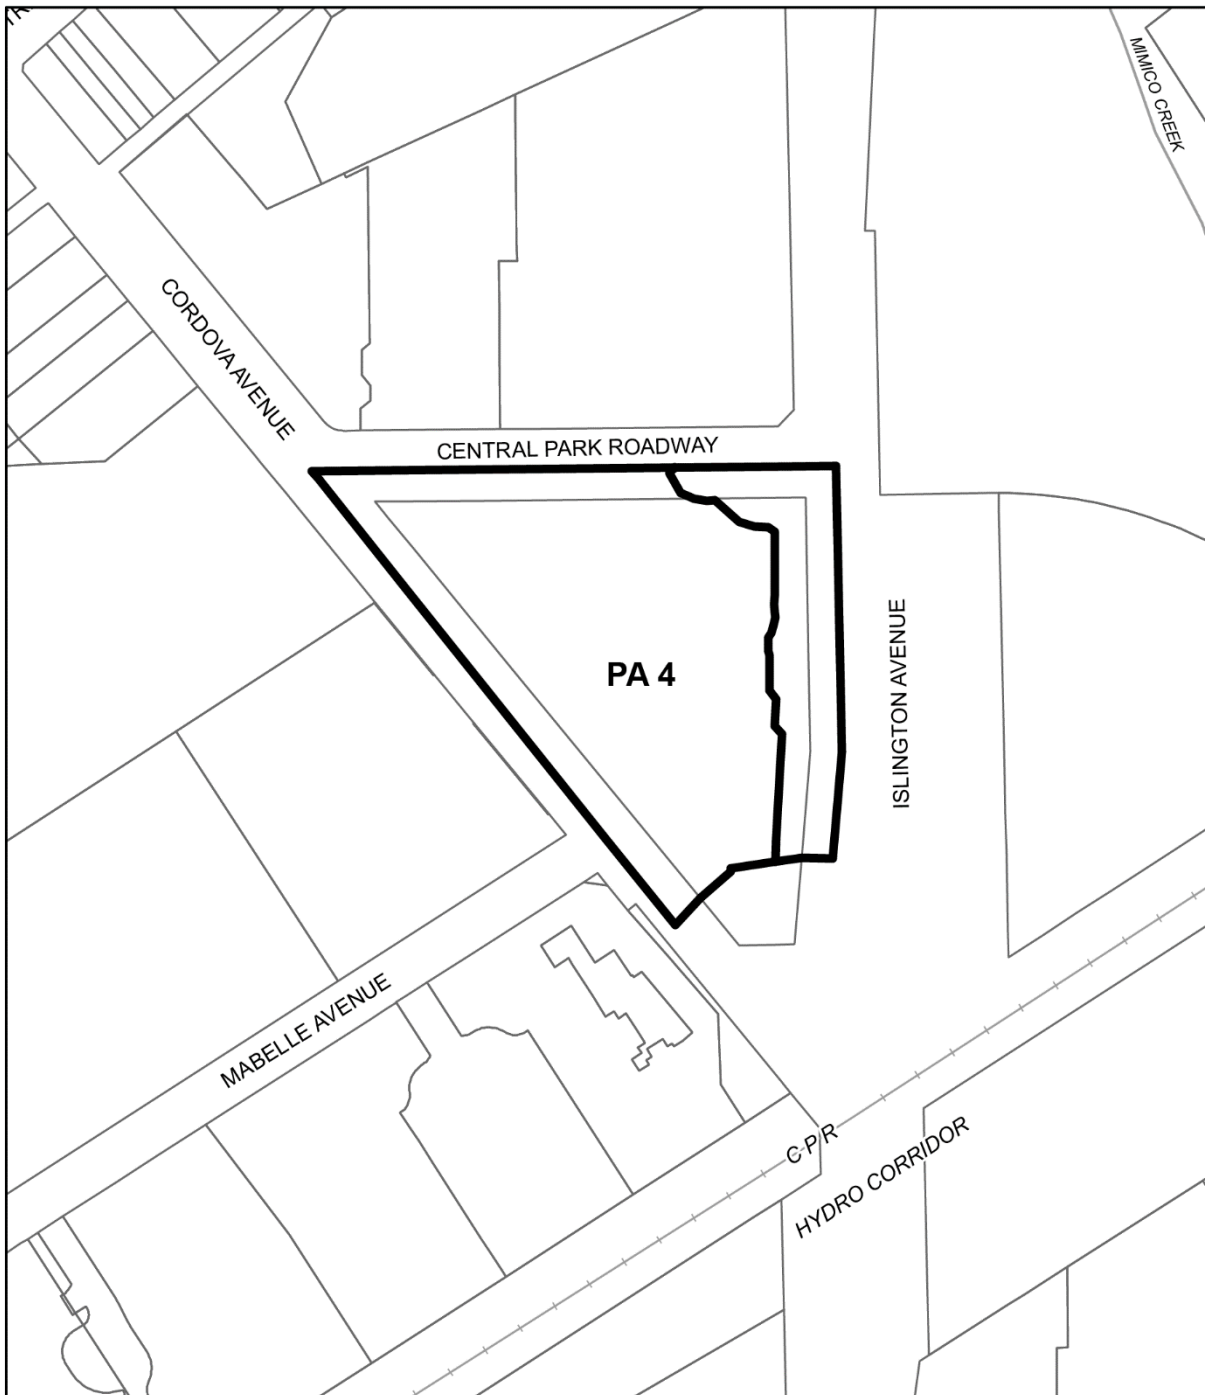 MIMICO CREEK
CORDOVA AVENUE
CENTRAL PARK ROADWAY
ISLINGTON AVENUE
PA 4
MABELLE AVENUE
C P R
HYDRO CORRIDOR